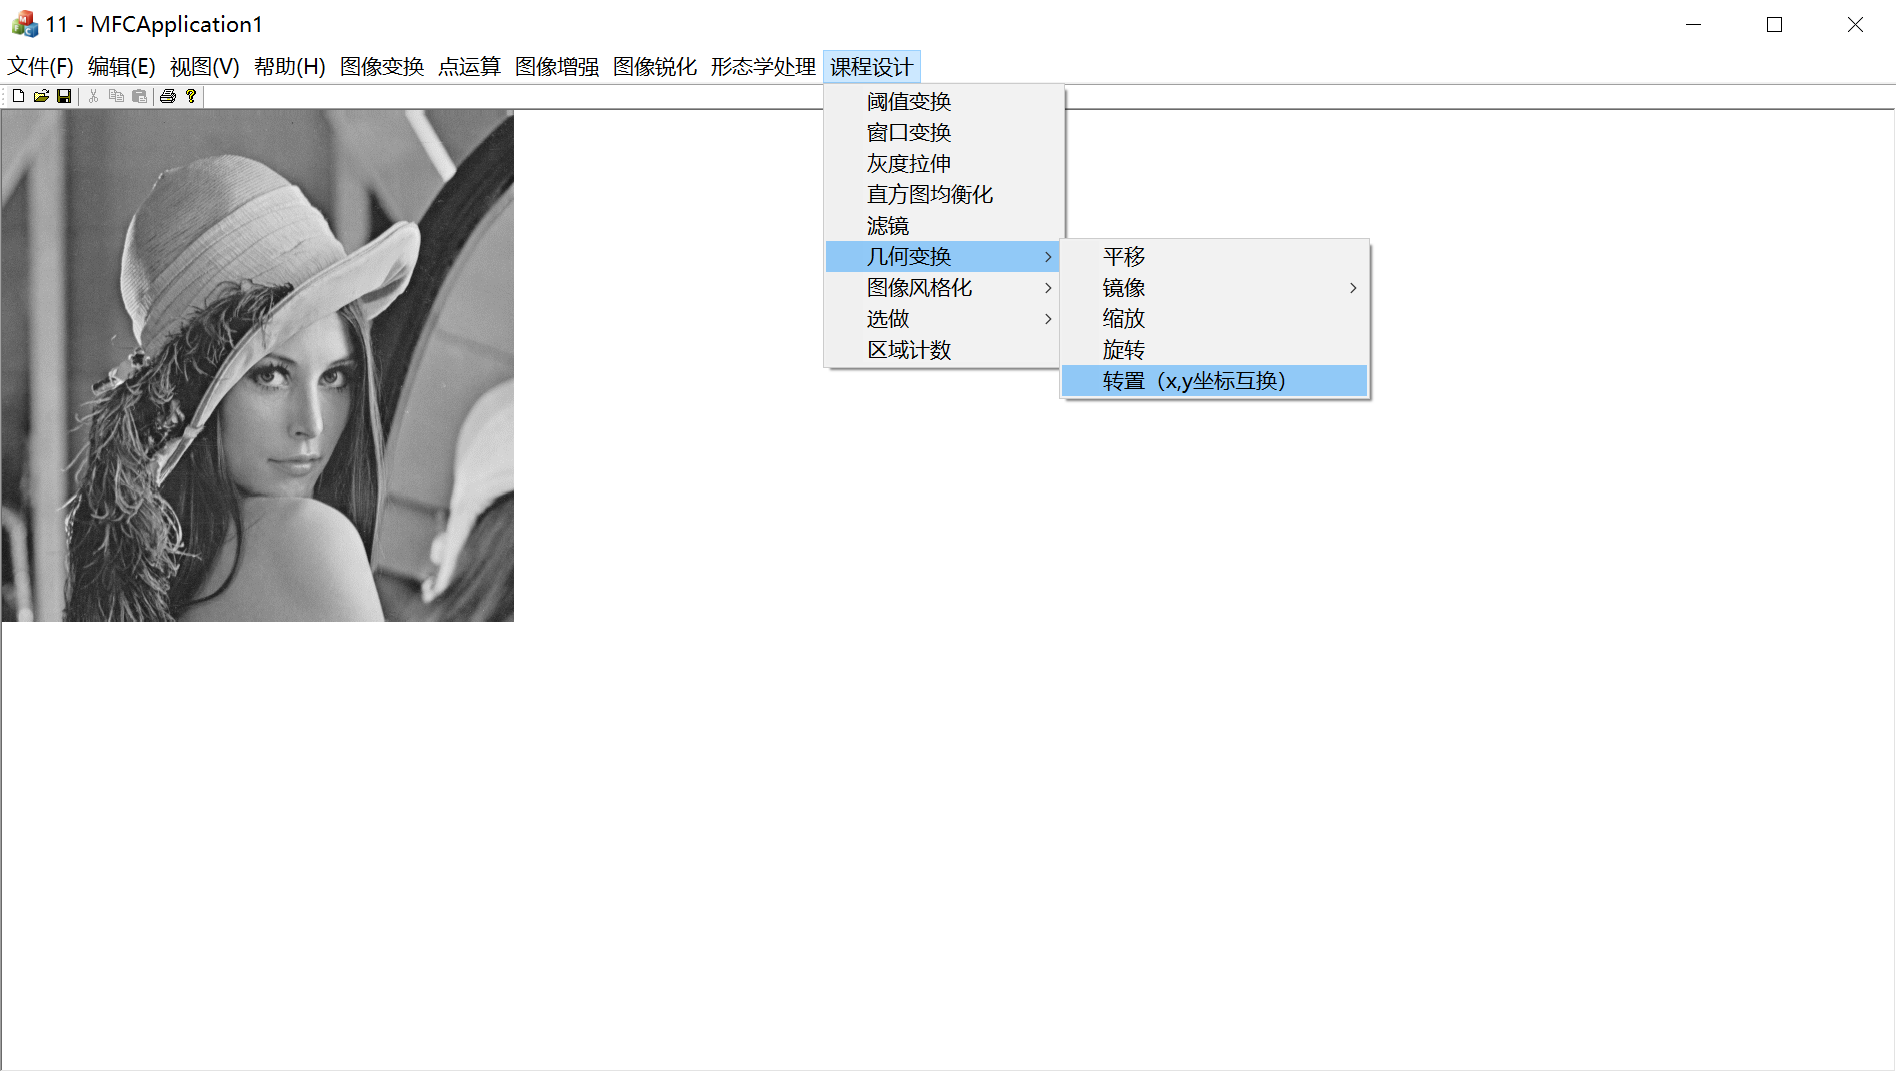 11 - MFCApplication1
文件(F) 编辑(E) 视图(V) 帮助(H) 图像变换 点运算 图像增强 图像锐化 形态学处理 课程设计
阈值变换
窗口变换
灰度拉伸
直方图均衡化
滤镜
几何变换
图像风格化
选做
区域计数
平移
镜像
缩放
旋转
转置（x,y坐标互换）